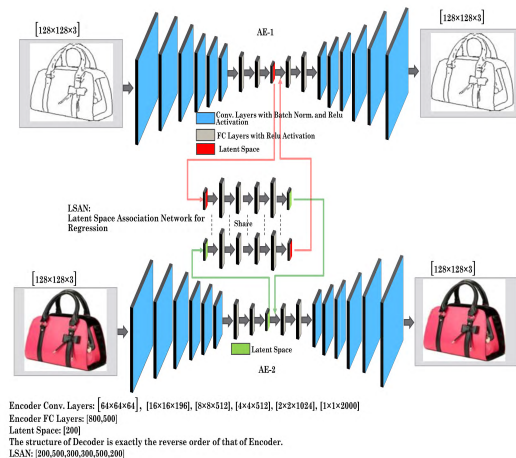 [128×128×3]
AE-1
[128×128×3]
Conv. Layers with Batch Norm. and Relu
Activation
FC Layers with Relu Activation
Latent Space
LSAN:
Latent Space Association Network for
Regression
Share
[128×128×3]
[128×128×3]
Latent Space
AE-2
Encoder Conv. Layers: [64×64×64], [16×16×196], [8×8×512], [4×4×512], [2×2×1024], [1×1×2000]
Encoder FC Layers: [800,500]
Latent Space: [200]
The structure of Decoder is exactly the reverse order of that of Encoder.
LSAN: [200,500,300,300,500,200]